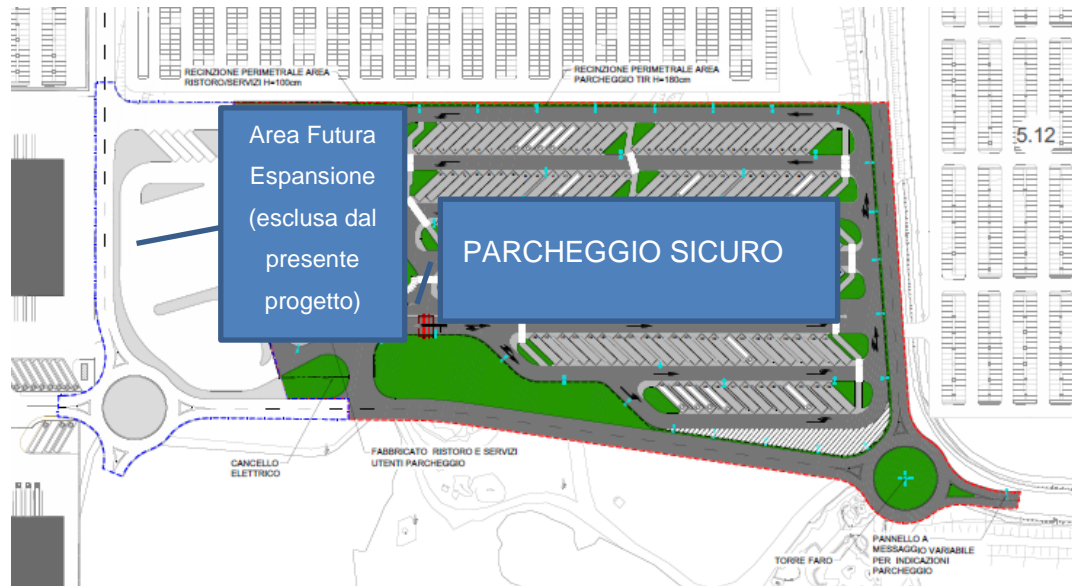 RECINZIONE PERIMETRALE AREA
RISTORO/SERVIZI H=100cm
RECINZIONE PERIMETRALE AREA
PARCHEGGIO TIR H=180cm
5.12
Area Futura
Espansione
(esclusa dal
presente
progetto)
PARCHEGGIO SICURO
CANCELLO
ELETTRICO
FABBRICATO RISTORO E SERVIZI
UTENTI PARCHEGGIO
TORRE FARO
PANNELLO A
MESSAGGIO VARIABILE
PER INDICAZIONI
PARCHEGGIO